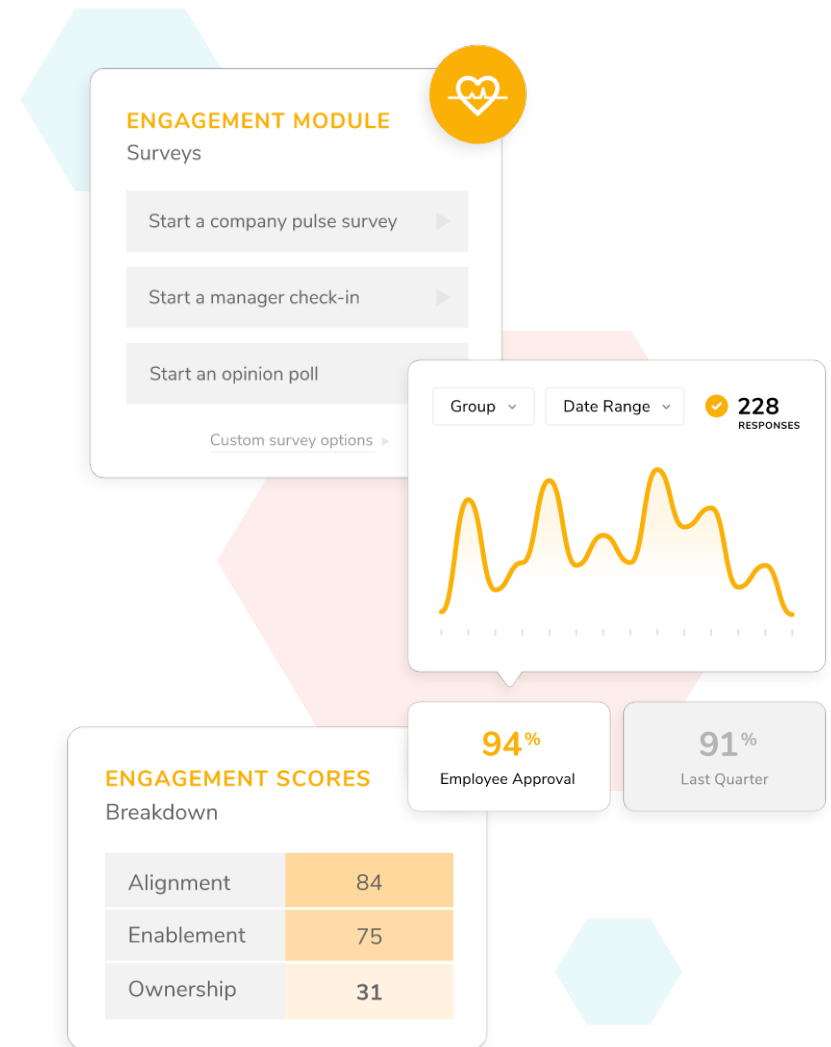 ENGAGEMENT MODULE
Surveys
Start a company pulse survey
Start a manager check-in
Start an opinion poll
Custom survey options
Group
Date Range
228
RESPONSES
94%
Employee Approval
91%
Last Quarter
ENGAGEMENT SCORES
Breakdown
Alignment 84
Enablement 75
Ownership 31